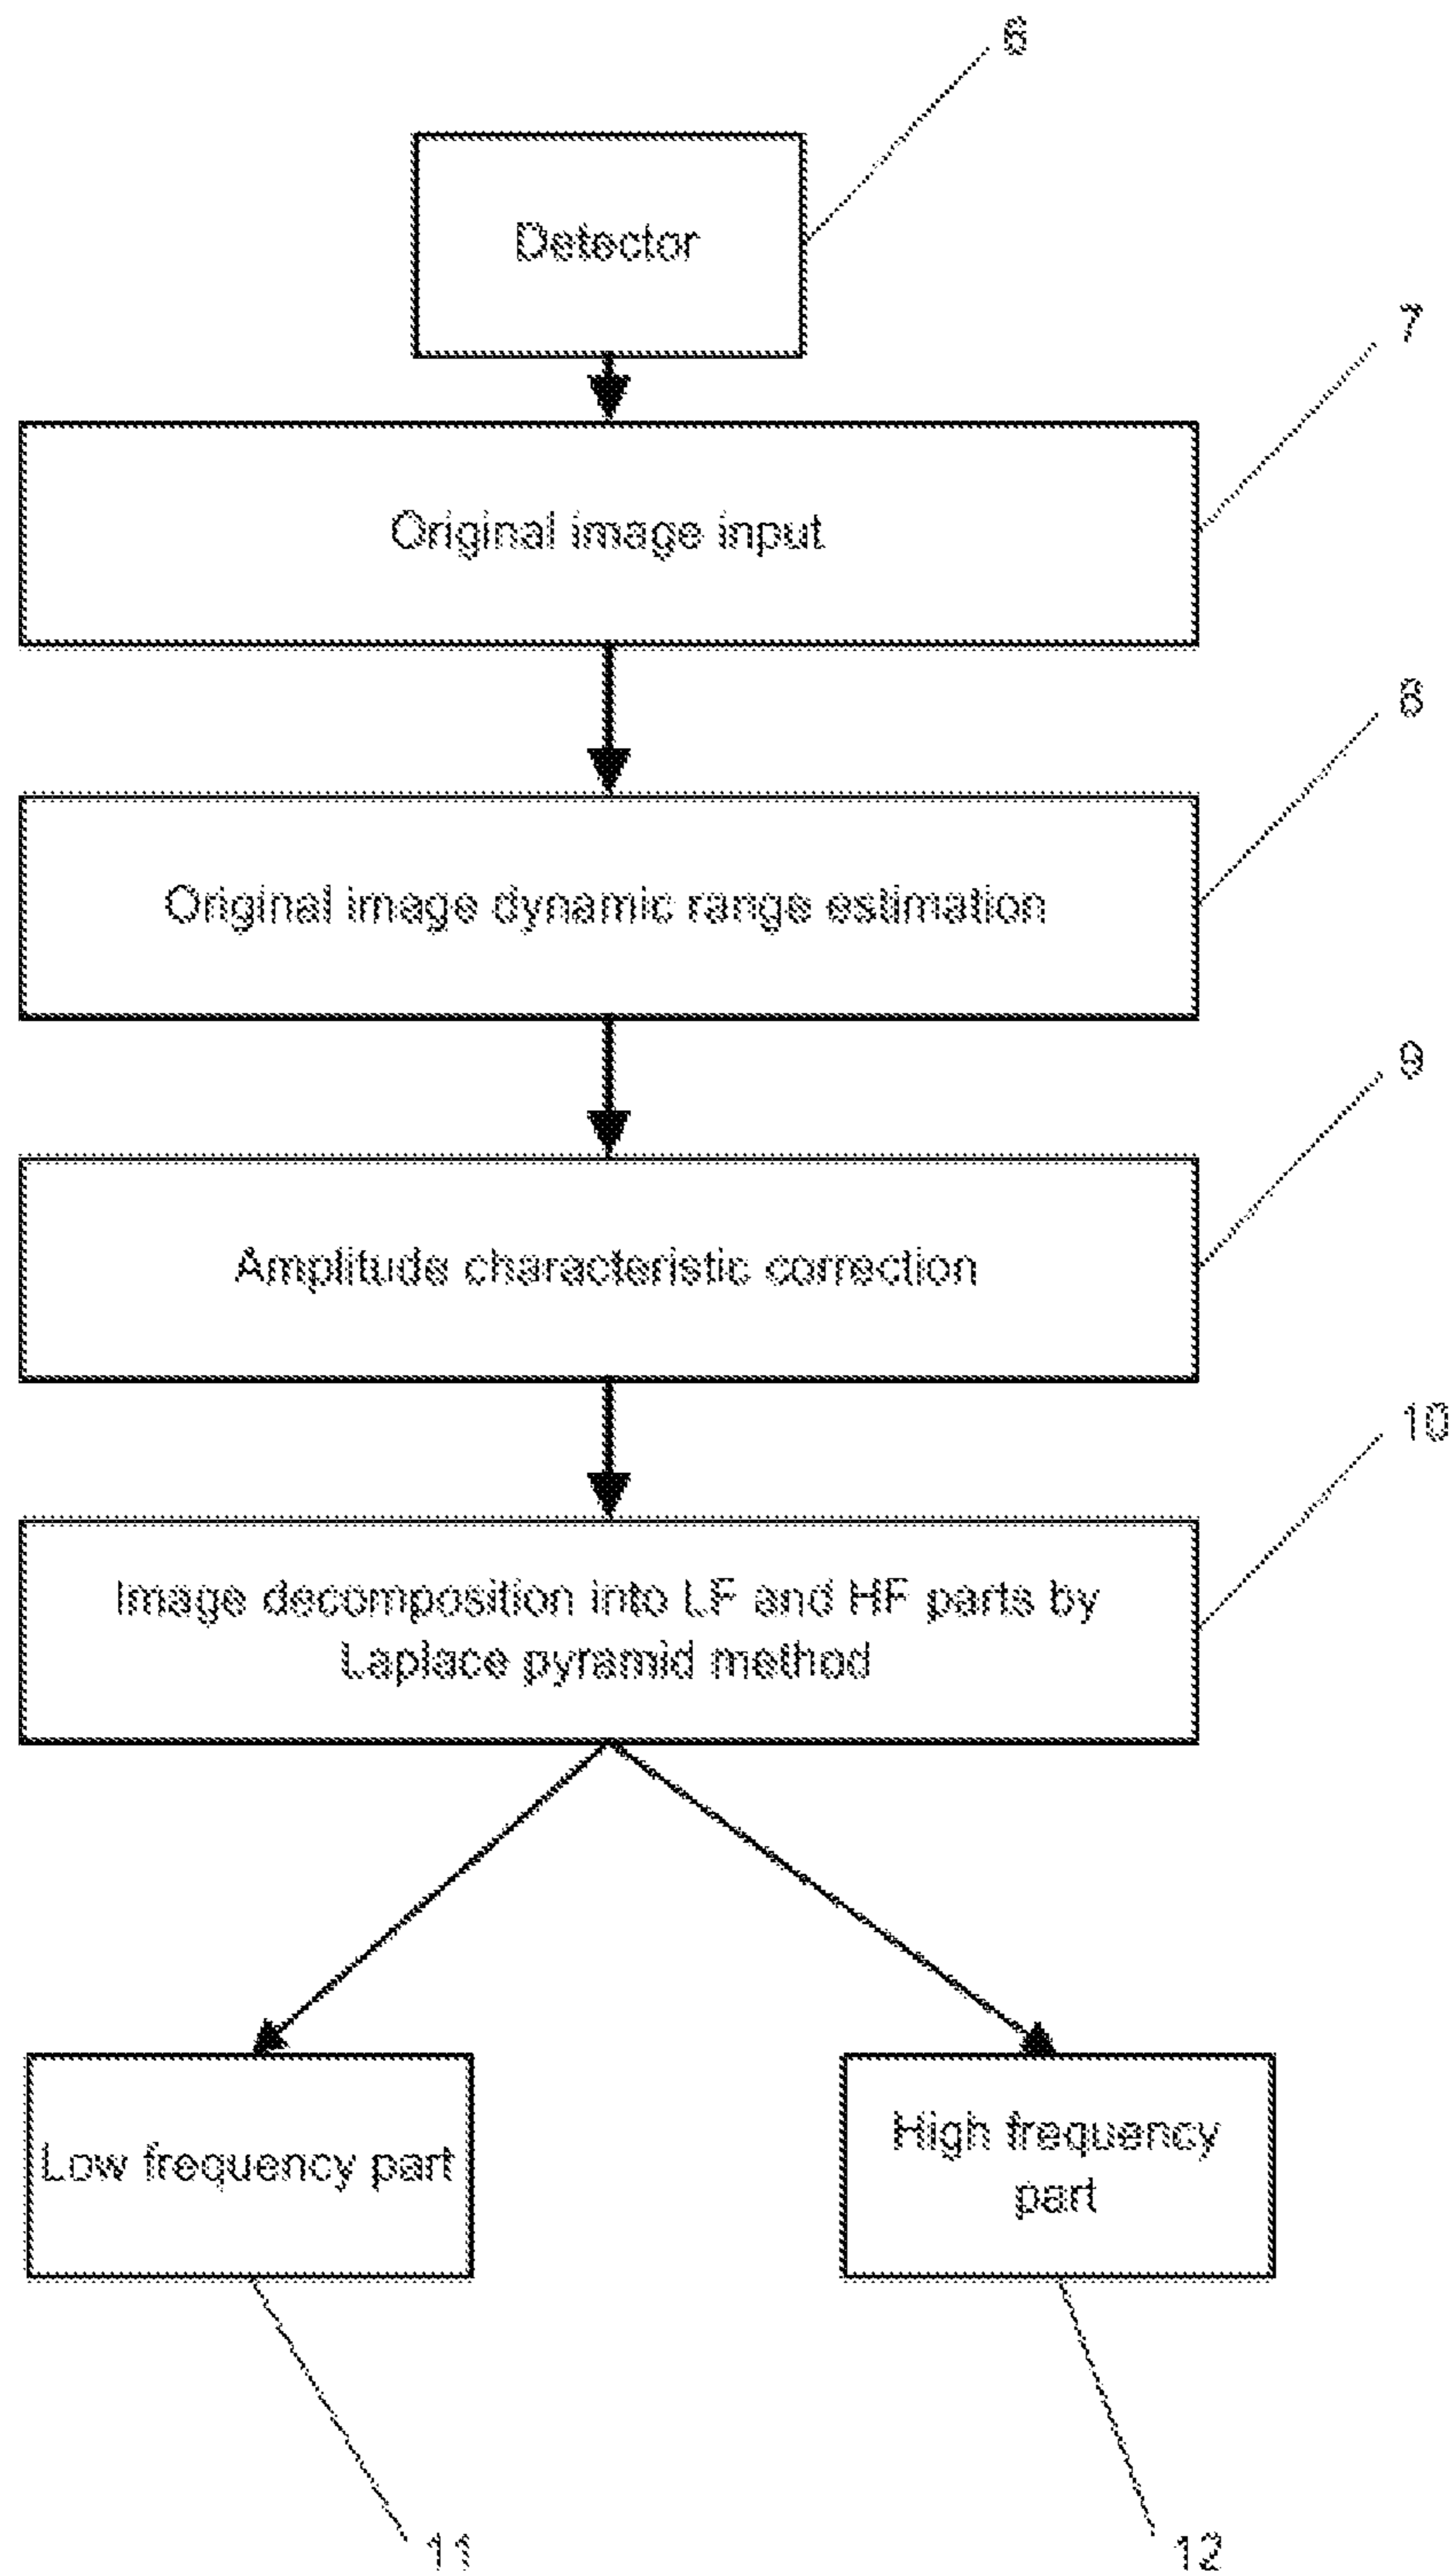 6
Detector
7
Original image input
8
Original image dynamic range estimation
9
Amplitude characteristic correction
10
Image decomposition into LF and HF parts by
Laplace pyramid method
Low frequency part
High frequency
part
11
12